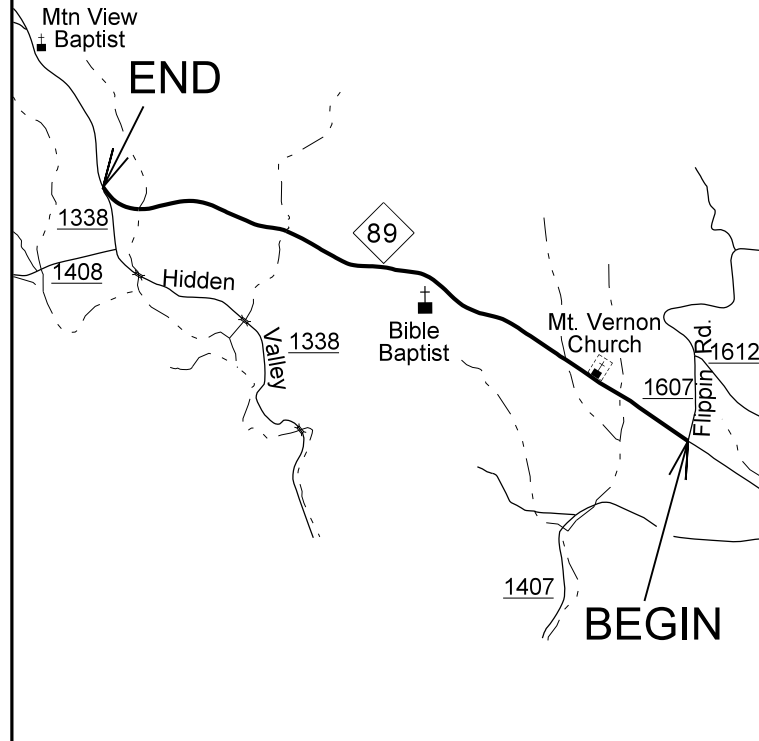 Mtn View
Baptist
END
1338
89
1408
Hidden
Valley
1338
Bible
Baptist
Mt. Vernon
Church
1612
1607
Flippin Rd.
1407
BEGIN